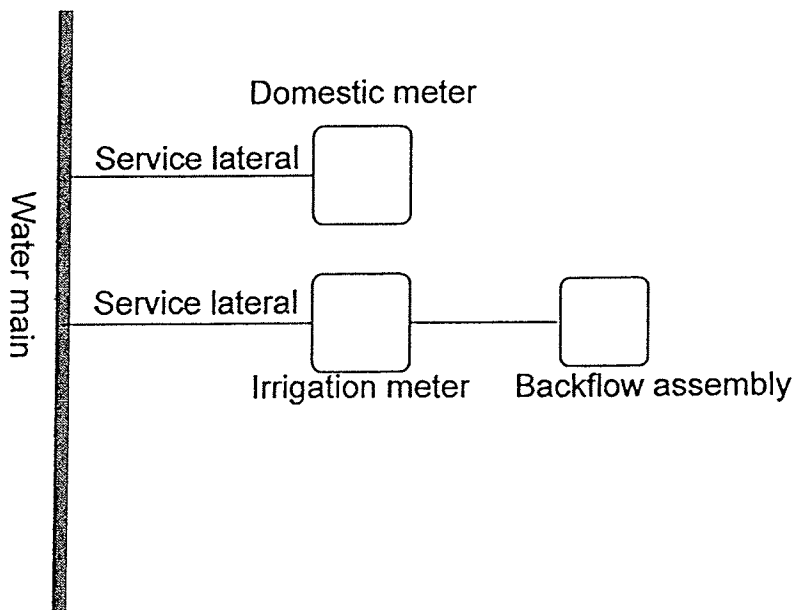 Domestic meter
Service lateral
Water main
Service lateral
Irrigation meter
Backflow assembly